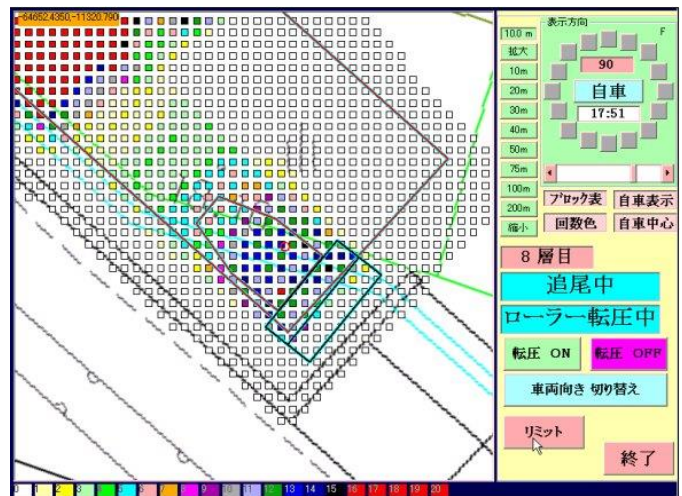 -64652.4350,-11320.790
表示方向
F
10.0 m
拡大
10m
20m
30m
40m
50m
75m
100m
200m
縮小
90
自車
17:51
ブロック表
自車表示
回数色
自車中心
8 層目
追尾中
ローラー転圧中
転圧 ON
転圧 OFF
車両向き 切り替え
リミット
終了
0 1 2 3 4 5 6 7 8 9 10 11 12 13 14 15 16 17 18 19 20